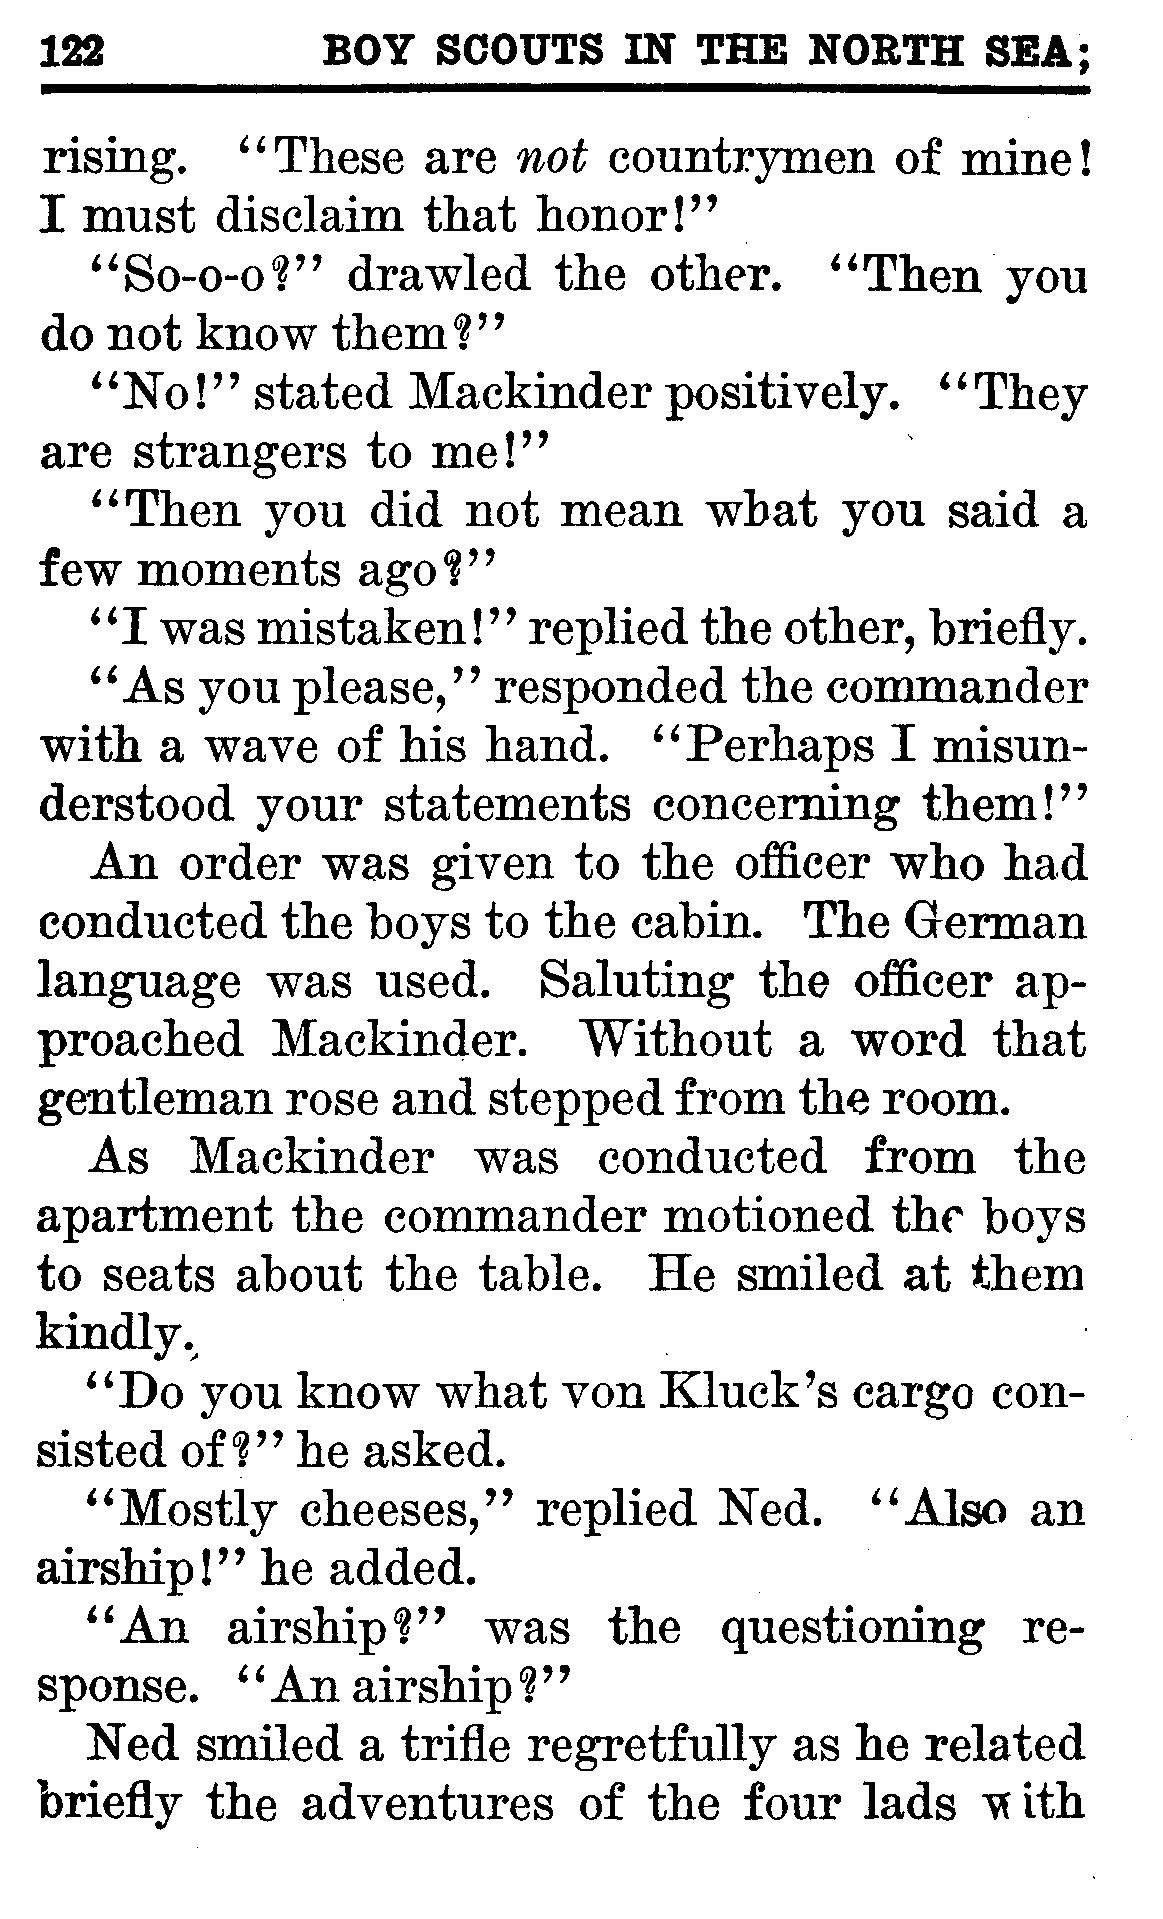 122 BOY SCOUTS IN THE NORTH SEA;
rising. “These are not countrymen of mine!
I must disclaim that honor!”
“So-o-o?” drawled the other. “Then you
do not know them?”
“No!” stated Mackinder positively. “They
are strangers to me!”
“Then you did not mean what you said a
few moments ago?”
“I was mistaken!” replied the other, briefly.
“As you please,” responded the commander
with a wave of his hand. “Perhaps I misun-
derstood your statements concerning them!”
An order was given to the officer who had
conducted the boys to the cabin. The German
language was used. Saluting the officer ap-
proached Mackinder. Without a word that
gentleman rose and stepped from the room.
As Mackinder was conducted from the
apartment the commander motioned the boys
to seats about the table. He smiled at them
kindly.
“Do you know what von Kluck’s cargo con-
sisted of?” he asked.
“Mostly cheeses,” replied Ned. “Also an
airship!” he added.
“An airship?” was the questioning re-
sponse. “An airship?”
Ned smiled a trifle regretfully as he related
briefly the adventures of the four lads with